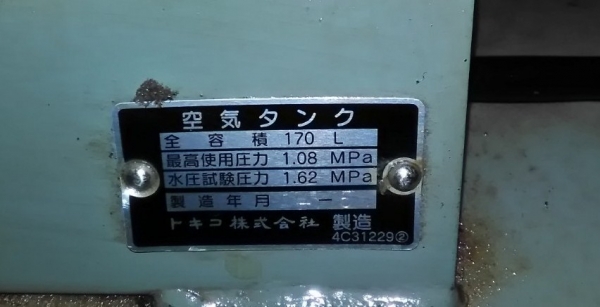 空気タンク
全容積 170 L
最高使用圧力 1.08 MPa
水圧試験圧力 1.62 MPa
製造年月 −
トキコ株式会社 製造
4C31229②